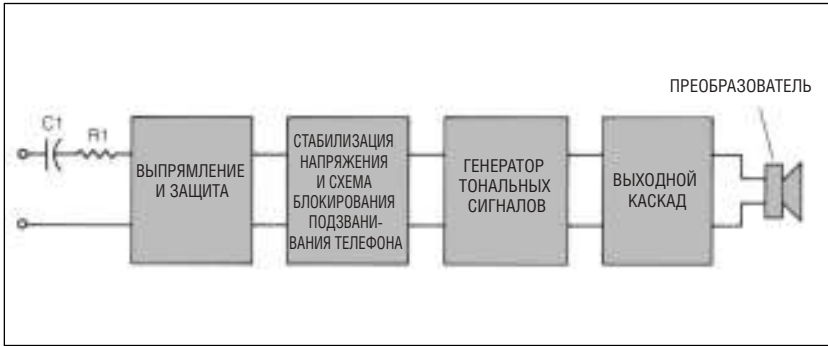 ПРЕОБРАЗОВАТЕЛЬ
C1
R1
ВЫПРЯМЛЕНИЕ
И ЗАЩИТА
СТАБИЛИЗАЦИЯ
НАПРЯЖЕНИЯ
И СХЕМА
БЛОКИРОВАНИЯ
ПОДЗВАНИ-
ВАНИЯ ТЕЛЕФОНА
ГЕНЕРАТОР
ТОНАЛЬНЫХ
СИГНАЛОВ
ВЫХОДНОЙ
КАСКАД